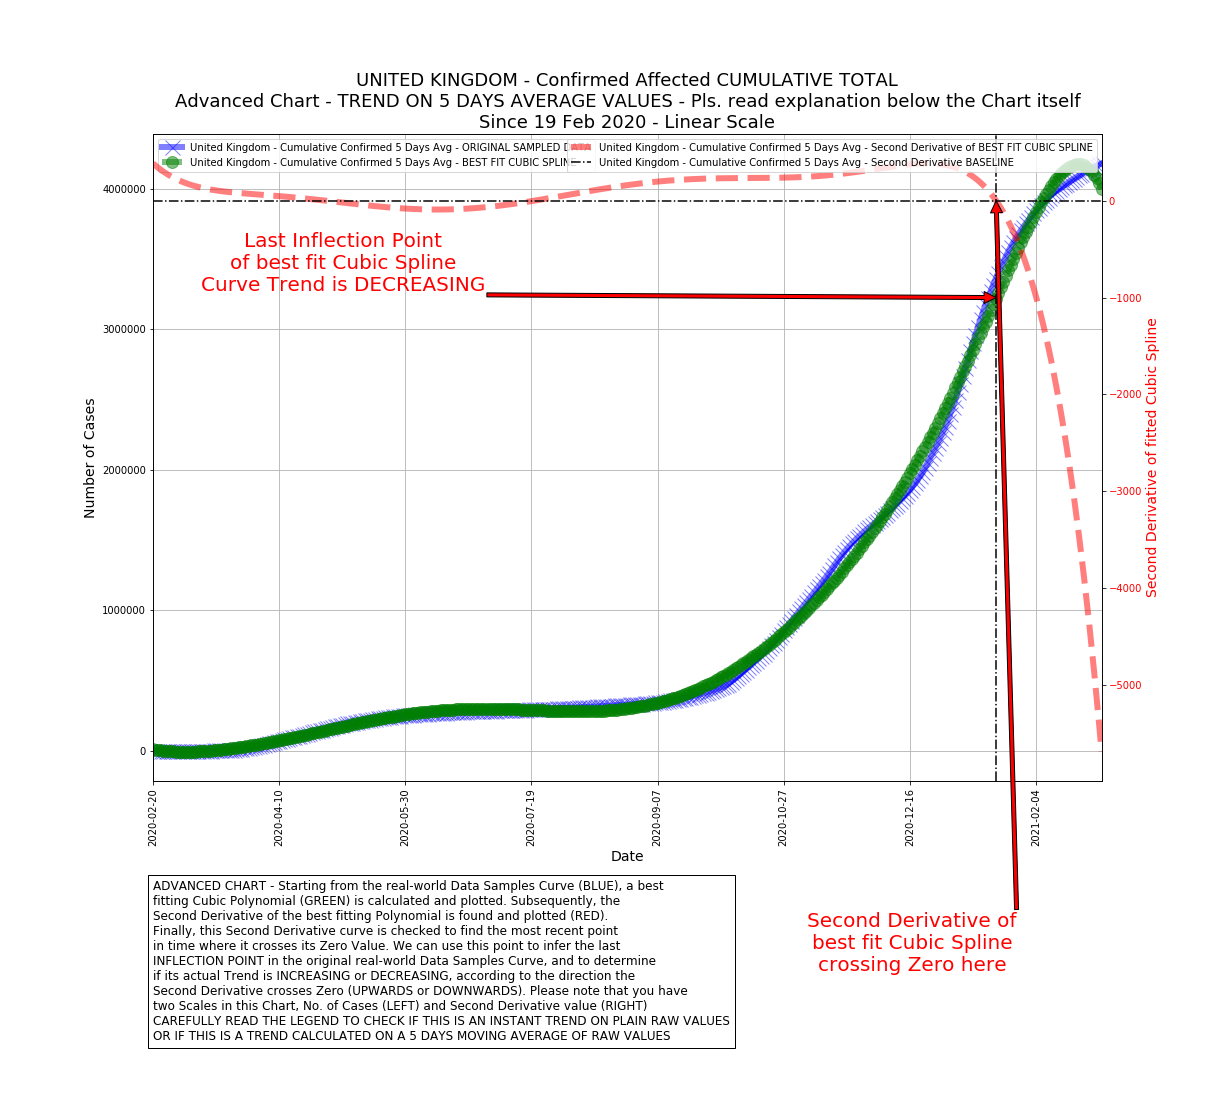 UNITED KINGDOM - Confirmed Affected CUMULATIVE TOTAL
Advanced Chart - TREND ON 5 DAYS AVERAGE VALUES - Pls. read explanation below the Chart itself
Since 19 Feb 2020 - Linear Scale
United Kingdom - Cumulative Confirmed 5 Days Avg - ORIGINAL SAMPLED DATA
United Kingdom - Cumulative Confirmed 5 Days Avg - BEST FIT CUBIC SPLINE
United Kingdom - Cumulative Confirmed 5 Days Avg - Second Derivative of BEST FIT CUBIC SPLINE
United Kingdom - Cumulative Confirmed 5 Days Avg - Second Derivative BASELINE
4000000
3000000
2000000
1000000
0
Number of Cases
Last Inflection Point
of best fit Cubic Spline
Curve Trend is DECREASING
0
−1000
−2000
−3000
−4000
−5000
Second Derivative of fitted Cubic Spline
2020-02-20
2020-04-10
2020-05-30
2020-07-19
2020-09-07
2020-10-27
2020-12-16
2021-02-04
Date
ADVANCED CHART - Starting from the real-world Data Samples Curve (BLUE), a best
fitting Cubic Polynomial (GREEN) is calculated and plotted. Subsequently, the
Second Derivative of the best fitting Polynomial is found and plotted (RED).
Finally, this Second Derivative curve is checked to find the most recent point
in time where it crosses its Zero Value. We can use this point to infer the last
INFLECTION POINT in the original real-world Data Samples Curve, and to determine
if its actual Trend is INCREASING or DECREASING, according to the direction the
Second Derivative crosses Zero (UPWARDS or DOWNWARDS). Please note that you have
two Scales in this Chart, No. of Cases (LEFT) and Second Derivative value (RIGHT)
CAREFULLY READ THE LEGEND TO CHECK IF THIS IS AN INSTANT TREND ON PLAIN RAW VALUES
OR IF THIS IS A TREND CALCULATED ON A 5 DAYS MOVING AVERAGE OF RAW VALUES
Second Derivative of
best fit Cubic Spline
crossing Zero here